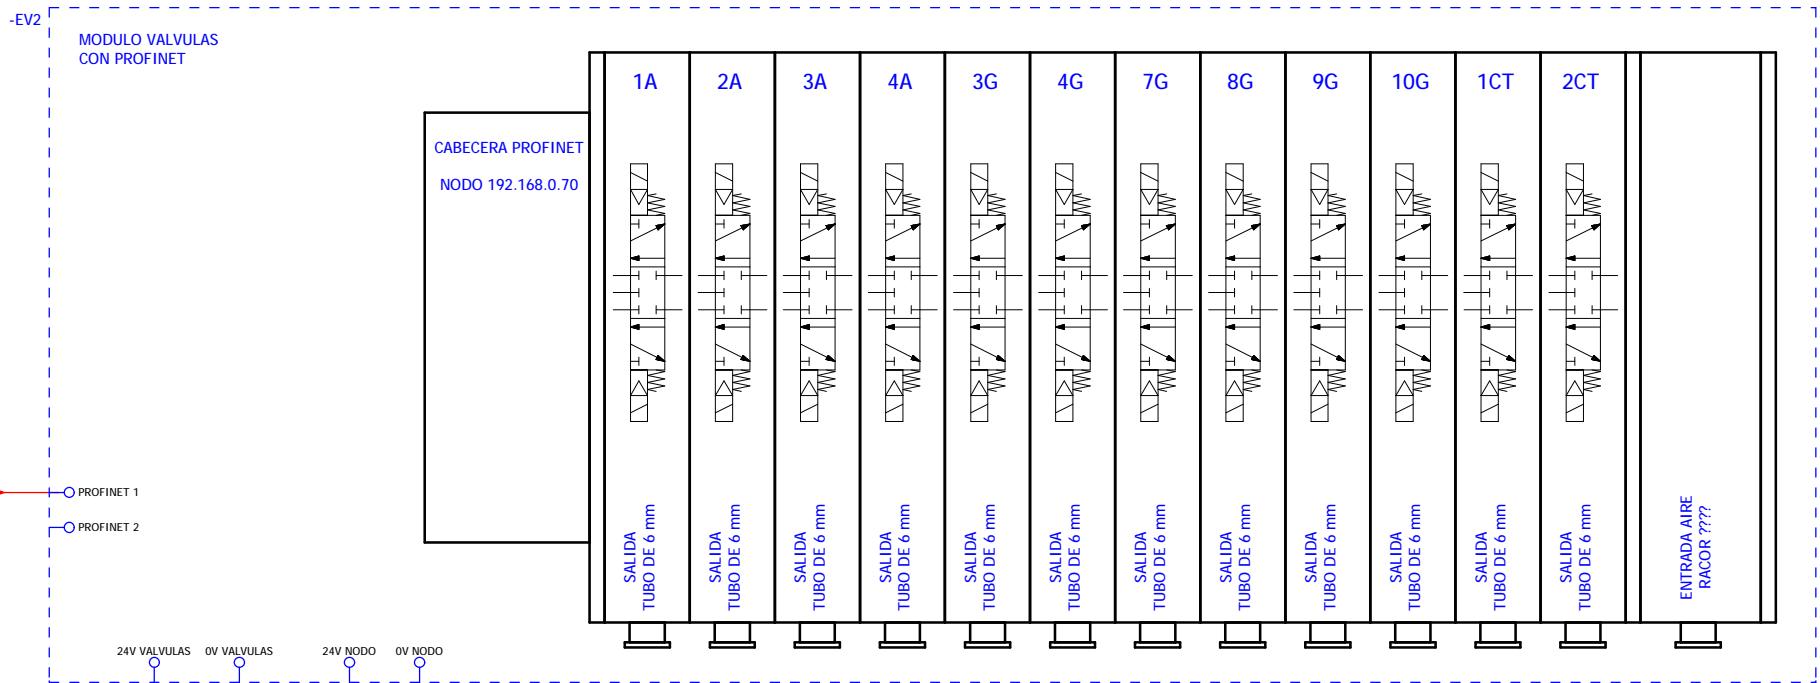 -EV2
MODULO VALVULAS
CON PROFINET
1A
2A
3A
4A
3G
4G
7G
8G
9G
10G
1CT
2CT
CABECERA PROFINET
NODO 192.168.0.70
PROFINET 1
PROFINET 2
SALIDA
TUBO DE 6 mm
SALIDA
TUBO DE 6 mm
SALIDA
TUBO DE 6 mm
SALIDA
TUBO DE 6 mm
SALIDA
TUBO DE 6 mm
SALIDA
TUBO DE 6 mm
SALIDA
TUBO DE 6 mm
SALIDA
TUBO DE 6 mm
SALIDA
TUBO DE 6 mm
SALIDA
TUBO DE 6 mm
SALIDA
TUBO DE 6 mm
SALIDA
TUBO DE 6 mm
ENTRADA AIRE
RACOR ????
24V VALVULAS
0V VALVULAS
24V NODO
0V NODO